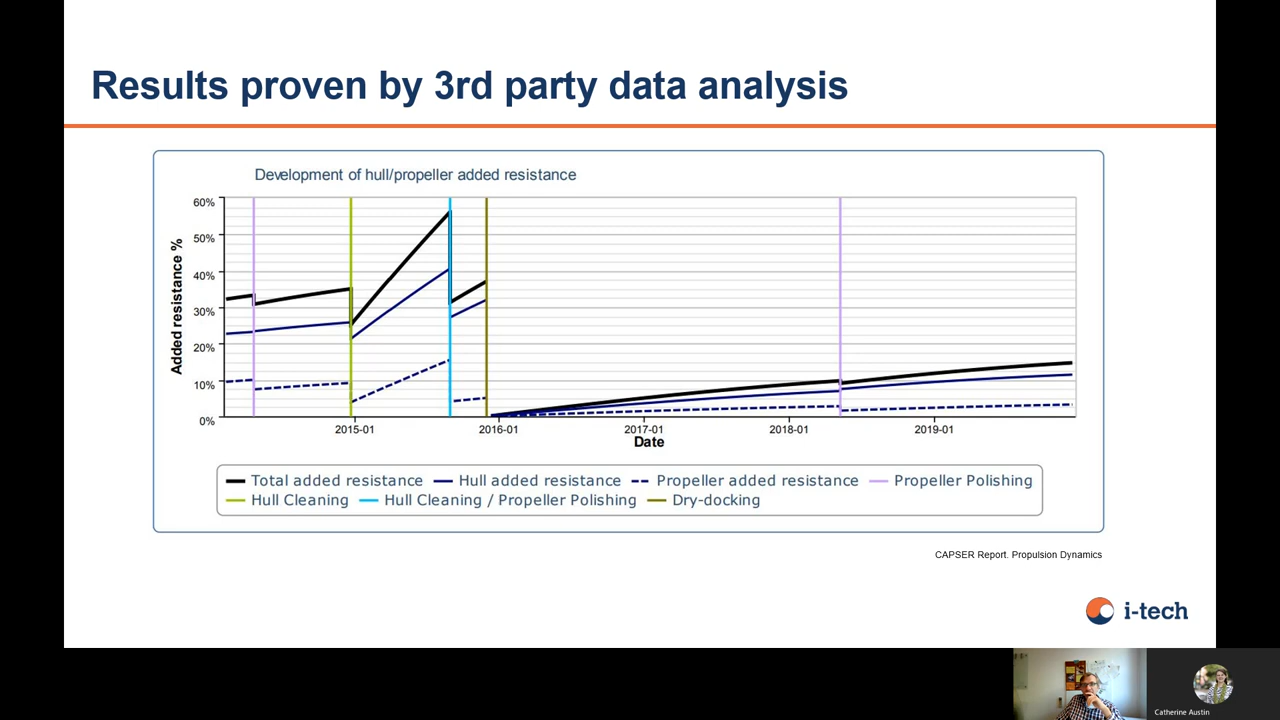 Results proven by 3rd party data analysis
Development of hull/propeller added resistance
60%
50%
40%
30%
20%
10%
0%
Added resistance %
2015-01 2016-01 2017-01 2018-01 2019-01
Date
Total added resistance Hull added resistance Propeller added resistance Propeller Polishing
Hull Cleaning Hull Cleaning / Propeller Polishing Dry-docking
CAPSER Report. Propulsion Dynamics
i-tech
Catherine Austin